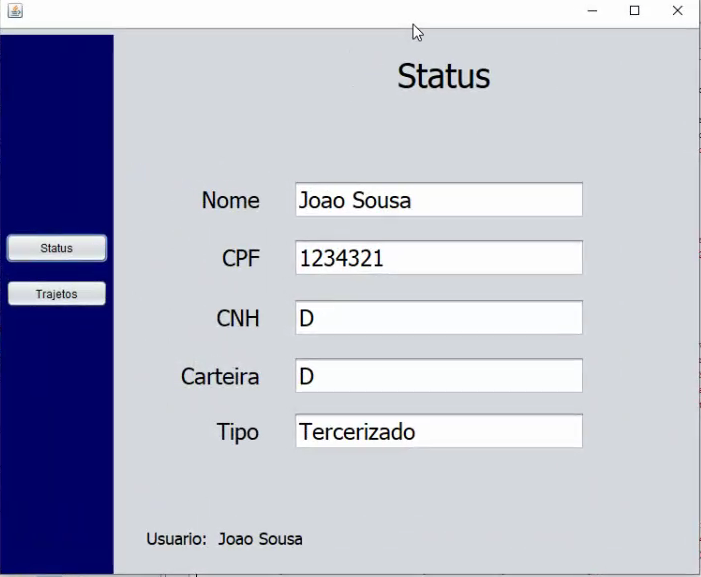 Status
Status
Trajetos
Nome Joao Sousa
CPF 1234321
CNH D
Carteira D
Tipo Tercerizado
Usuario: Joao Sousa